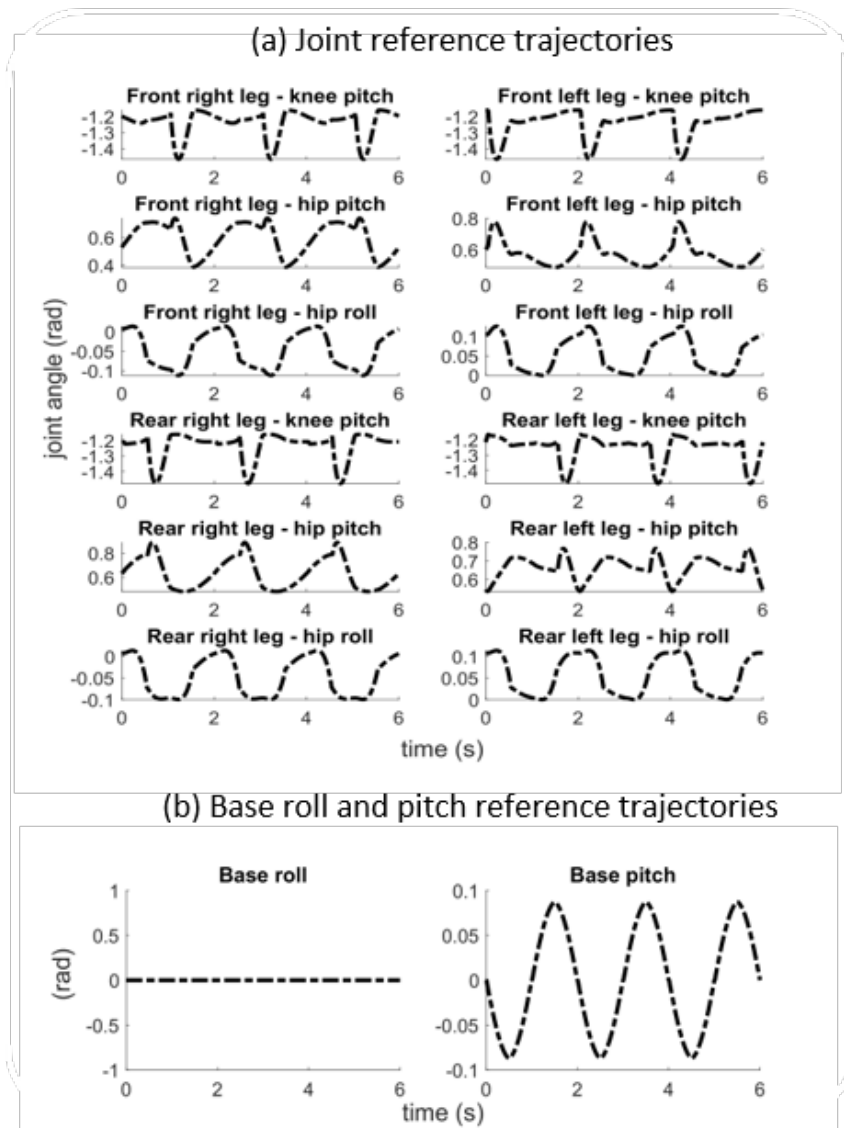 (a) Joint reference trajectories
Front right leg - knee pitch
-1.2
-1.3
-1.4
0 2 4 6
Front left leg - knee pitch
-1.2
-1.3
-1.4
0 2 4 6
Front right leg - hip pitch
0.6
0.4
0 2 4 6
Front left leg - hip pitch
0.8
0.6
0 2 4 6
Front right leg - hip roll
0
-0.05
-0.1
0 2 4 6
Front left leg - hip roll
0.1
0.05
0
0 2 4 6
joint angle (rad)
Rear right leg - knee pitch
-1.2
-1.3
-1.4
0 2 4 6
Rear left leg - knee pitch
-1.2
-1.3
-1.4
0 2 4 6
Rear right leg - hip pitch
0.8
0.6
0 2 4 6
Rear left leg - hip pitch
0.8
0.7
0.6
0 2 4 6
Rear right leg - hip roll
0
-0.05
-0.1
0 2 4 6
Rear left leg - hip roll
0.1
0.05
0
0 2 4 6
time (s)
(b) Base roll and pitch reference trajectories
Base roll
1
0.5
0
-0.5
-1
(rad)
0 2 4 6
Base pitch
0.1
0.05
0
-0.05
-0.1
0 2 4 6
time (s)